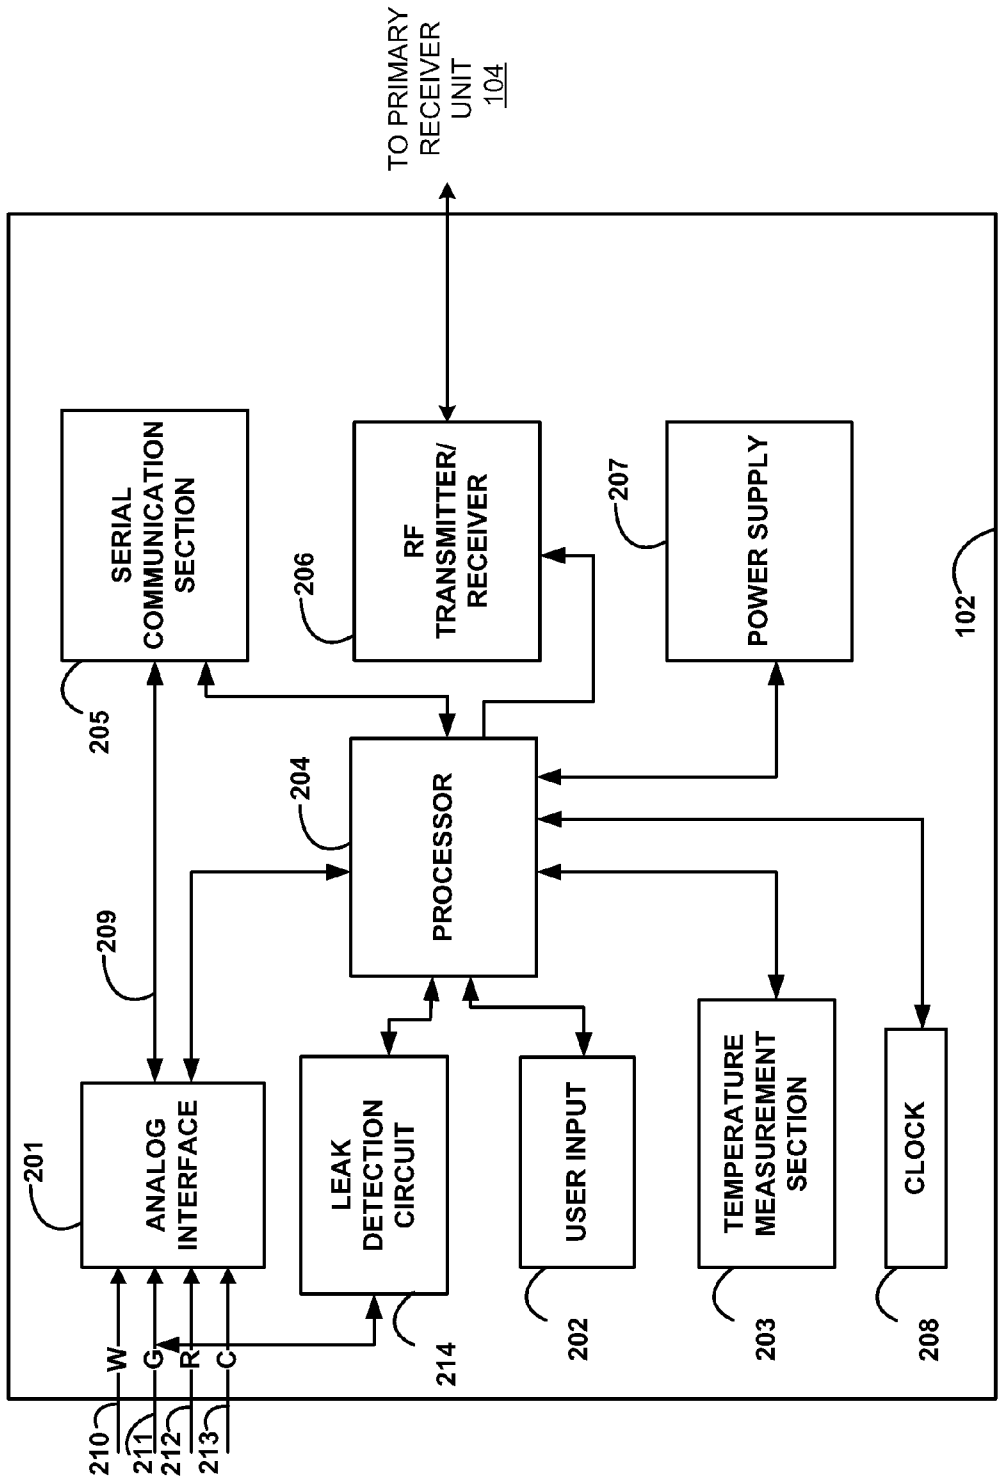 210
W
211
G
212
R
213
C
201
ANALOG
INTERFACE
209
SERIAL
COMMUNICATION
SECTION
205
214
LEAK
DETECTION
CIRCUIT
204
PROCESSOR
206
RF
TRANSMITTER/
RECEIVER
TO PRIMARY
RECEIVER
UNIT
104
202
USER INPUT
203
TEMPERATURE
MEASUREMENT
SECTION
207
POWER SUPPLY
208
CLOCK
102